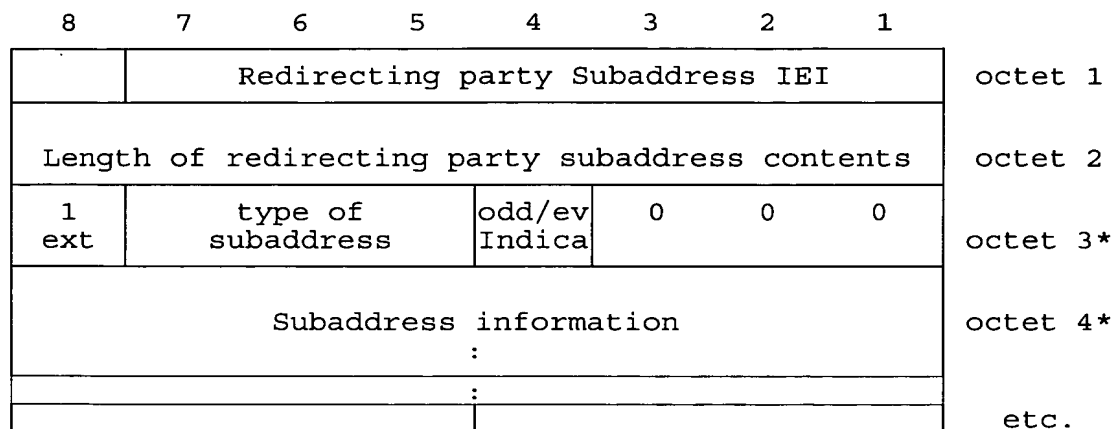 8 7 6 5 4 3 2 1
Redirecting party Subaddress IEI octet 1
Length of redirecting party subaddress contents octet 2
1 type of odd/ev 0 0 0
ext subaddress Indica octet 3*
Subaddress information octet 4*
:
:
etc.